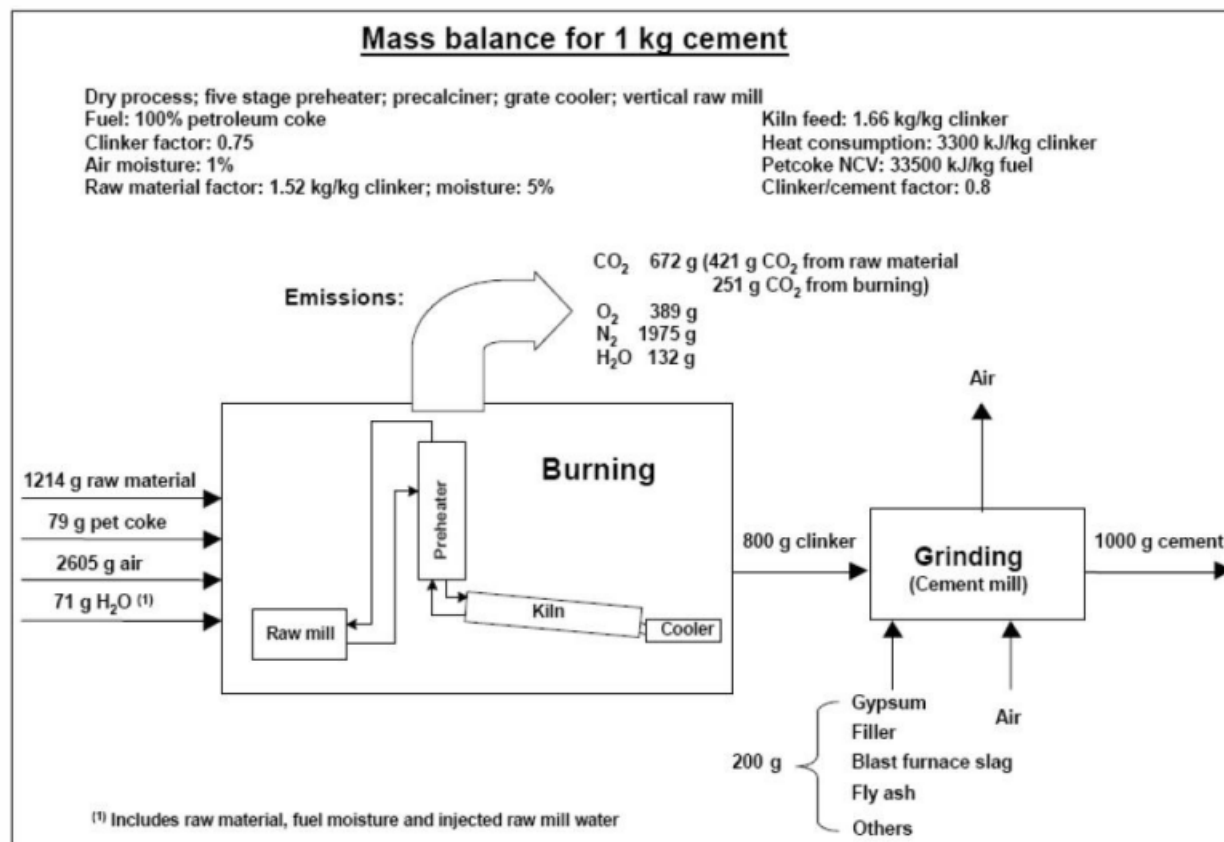 Mass balance for 1 kg cement
Dry process; five stage preheater; precalciner; grate cooler; vertical raw mill
Fuel: 100% petroleum coke
Clinker factor: 0.75
Air moisture: 1%
Raw material factor: 1.52 kg/kg clinker; moisture: 5%
Kiln feed: 1.66 kg/kg clinker
Heat consumption: 3300 kJ/kg clinker
Petcoke NCV: 33500 kJ/kg fuel
Clinker/cement factor: 0.8
Emissions:
CO₂ 672 g (421 g CO₂ from raw material
251 g CO₂ from burning)
O₂ 389 g
N₂ 1975 g
H₂O 132 g
1214 g raw material
79 g pet coke
2605 g air
71 g H₂O ⁽¹⁾
Burning
Preheater
Raw mill
Kiln
Cooler
800 g clinker
Air
Grinding
(Cement mill)
1000 g cement
200 g
Gypsum
Filler
Blast furnace slag
Fly ash
Others
Air
⁽¹⁾ Includes raw material, fuel moisture and injected raw mill water